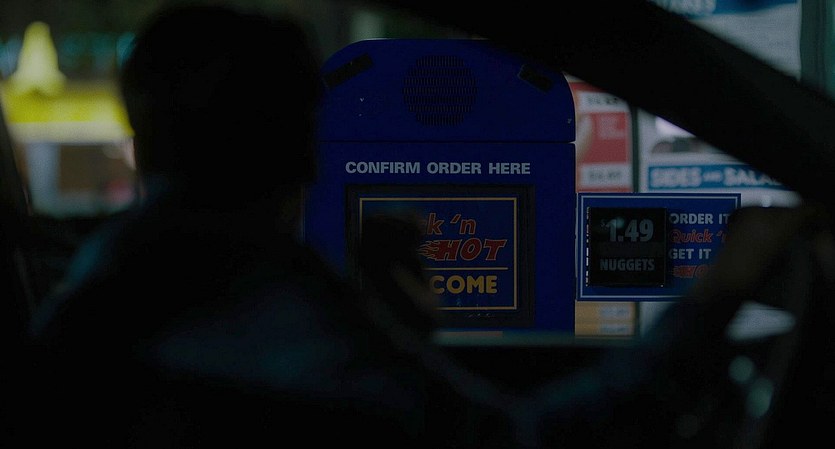 CONFIRM ORDER HERE
k 'n
HOT
COME
1.49
NUGGETS
ORDER IT
Quick '
GET IT
SIDES AND SALA